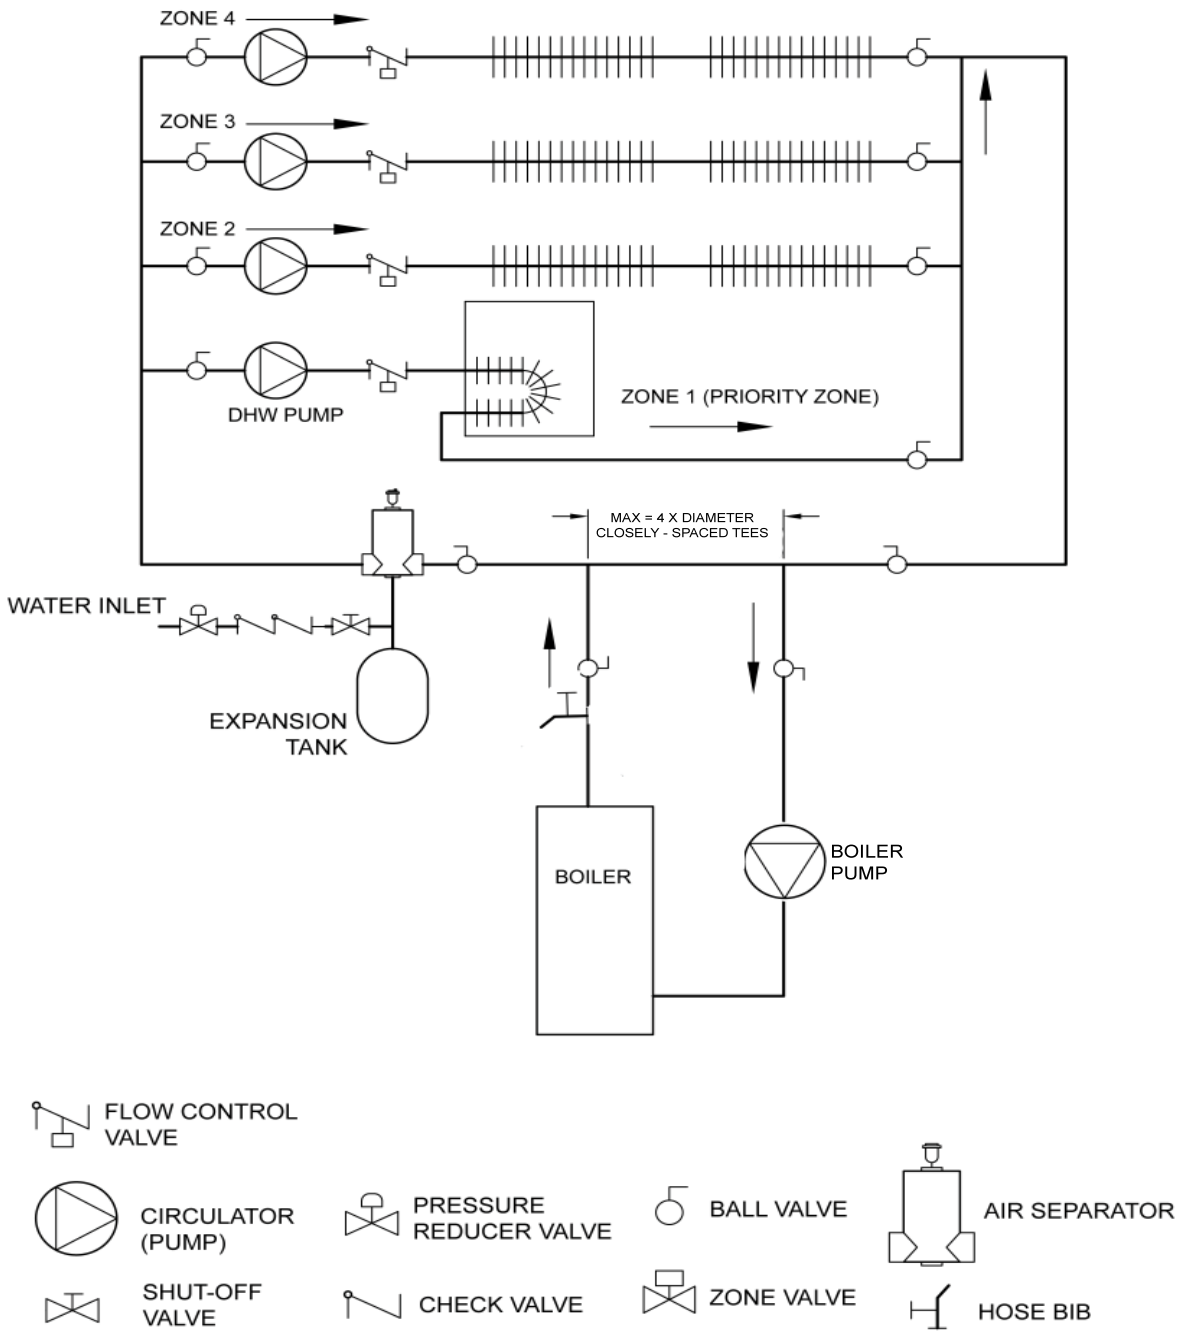 ZONE 4
ZONE 3
ZONE 2
DHW PUMP
ZONE 1 (PRIORITY ZONE)
MAX = 4 X DIAMETER
CLOSELY - SPACED TEES
WATER INLET
EXPANSION
TANK
BOILER
BOILER
PUMP
FLOW CONTROL
VALVE
CIRCULATOR
(PUMP)
PRESSURE
REDUCER VALVE
BALL VALVE
AIR SEPARATOR
SHUT-OFF
VALVE
CHECK VALVE
ZONE VALVE
HOSE BIB